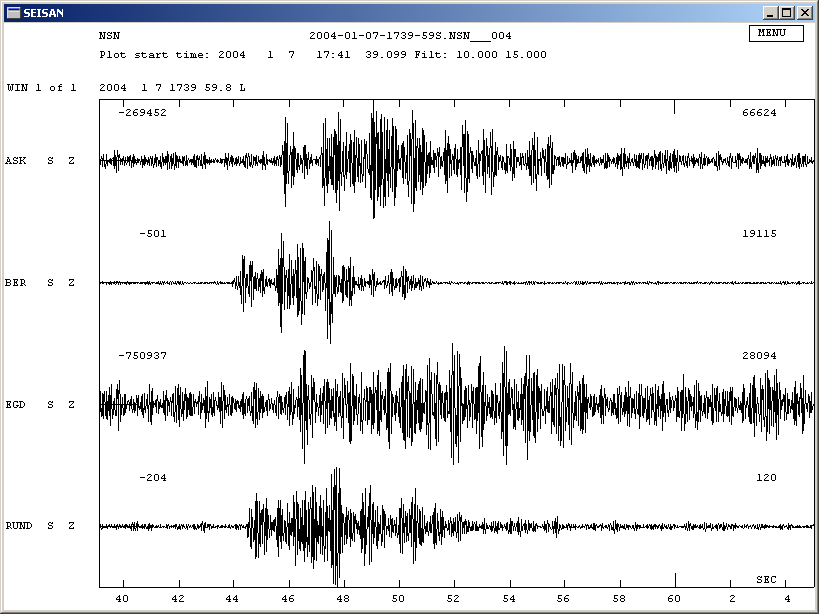 SEISAN
NSN 2004-01-07-1739-59S.NSN___004 MENU
Plot start time: 2004 1 7 17:41 39.099 Filt: 10.000 15.000
WIN 1 of 1 2004 1 7 1739 59.8 L
-269452 66624
ASK S Z
-501 19115
BER S Z
-750937 28094
EGD S Z
-204 120
RUND S Z
SEC
40 42 44 46 48 50 52 54 56 58 60 2 4